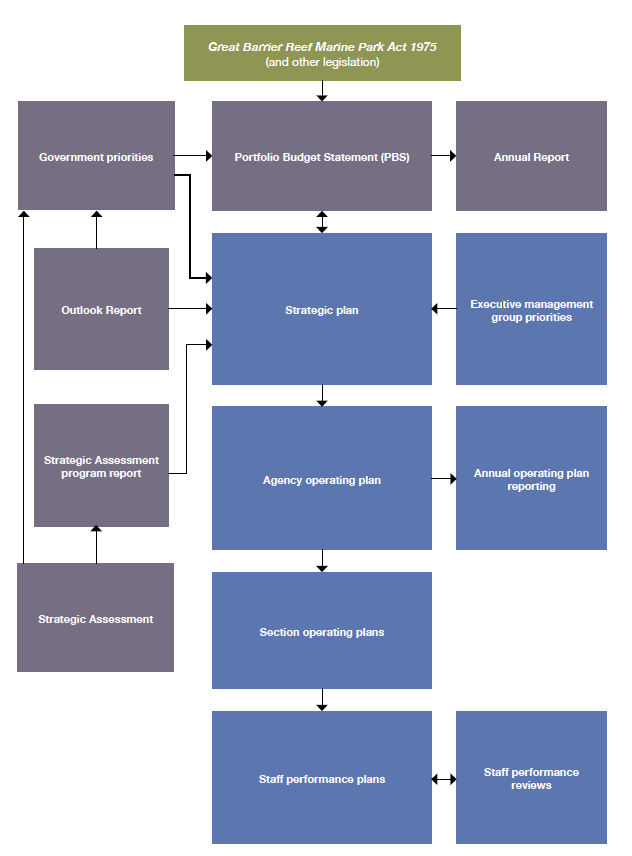 Great Barrier Reef Marine Park Act 1975
(and other legislation)
Government priorities
Portfolio Budget Statement (PBS)
Annual Report
Outlook Report
Strategic plan
Executive management
group priorities
Strategic Assessment
program report
Agency operating plan
Annual operating plan
reporting
Strategic Assessment
Section operating plans
Staff performance plans
Staff performance
reviews